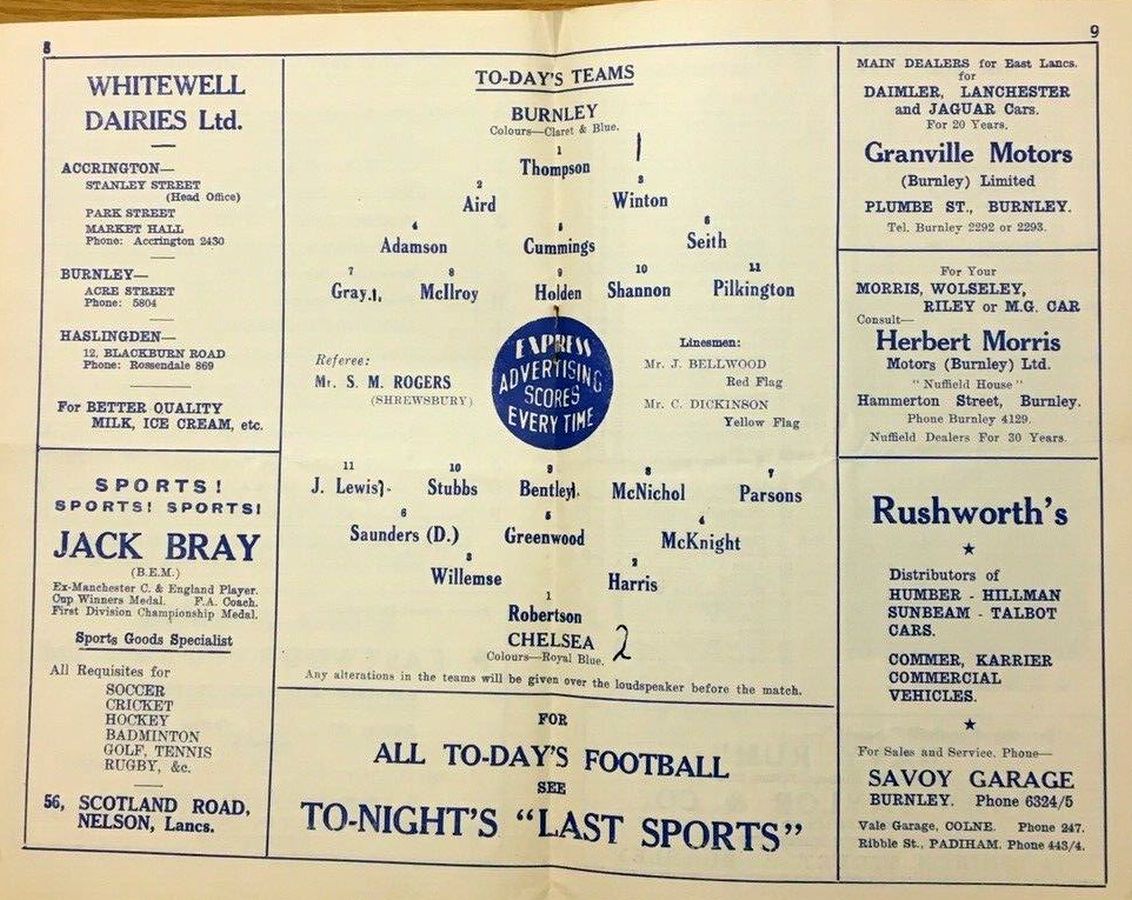 8
9
WHITEWELL
DAIRIES Ltd.
ACCRINGTON—
STANLEY STREET
(Head Office)
PARK STREET
MARKET HALL
Phone: Accrington 2430
BURNLEY—
ACRE STREET
Phone: 5804
HASLINGDEN—
12, BLACKBURN ROAD
Phone: Rossendale 869
For BETTER QUALITY
MILK, ICE CREAM, etc.
SPORTS!
SPORTS! SPORTS!
JACK BRAY
(B.E.M.)
Ex-Manchester C. & England Player.
Cup Winners Medal. F.A. Coach.
First Division Championship Medal.
Sports Goods Specialist
All Requisites for
SOCCER
CRICKET
HOCKEY
BADMINTON
GOLF, TENNIS
RUGBY, &c.
56, SCOTLAND ROAD,
NELSON, Lancs.
TO-DAY'S TEAMS
BURNLEY
Colours—Claret & Blue.
1
1
Thompson
2 3
Aird Winton
4 5 6
Adamson Cummings Seith
7 8 9 10 11
Gray.1. McIlroy Holden Shannon Pilkington
EXPRESS
ADVERTISING
SCORES
EVERY TIME
Referee:
Mr. S. M. ROGERS
(SHREWSBURY)
Linesmen:
Mr. J. BELLWOOD
Red Flag
Mr. C. DICKINSON
Yellow Flag
11 10 9 8 7
J. Lewis1. Stubbs Bentley1. McNichol Parsons
6 5 4
Saunders (D.) Greenwood McKnight
3 2
Willemse Harris
1
Robertson
CHELSEA 2
Colours—Royal Blue.
Any alterations in the teams will be given over the loudspeaker before the match.
FOR
ALL TO-DAY'S FOOTBALL
SEE
TO-NIGHT'S "LAST SPORTS"
MAIN DEALERS for East Lancs.
for
DAIMLER, LANCHESTER
and JAGUAR Cars.
For 20 Years.
Granville Motors
(Burnley) Limited
PLUMBE ST., BURNLEY.
Tel. Burnley 2292 or 2293.
For Your
MORRIS, WOLSELEY,
RILEY or M.G. CAR
Consult—
Herbert Morris
Motors (Burnley) Ltd.
"Nuffield House"
Hammerton Street, Burnley.
Phone Burnley 4129.
Nuffield Dealers For 30 Years.
Rushworth's
Distributors of
HUMBER - HILLMAN
SUNBEAM - TALBOT
CARS.
COMMER, KARRIER
COMMERCIAL
VEHICLES.
For Sales and Service. Phone—
SAVOY GARAGE
BURNLEY. Phone 6324/5
Vale Garage, COLNE. Phone 247.
Ribble St., PADIHAM. Phone 443/4.